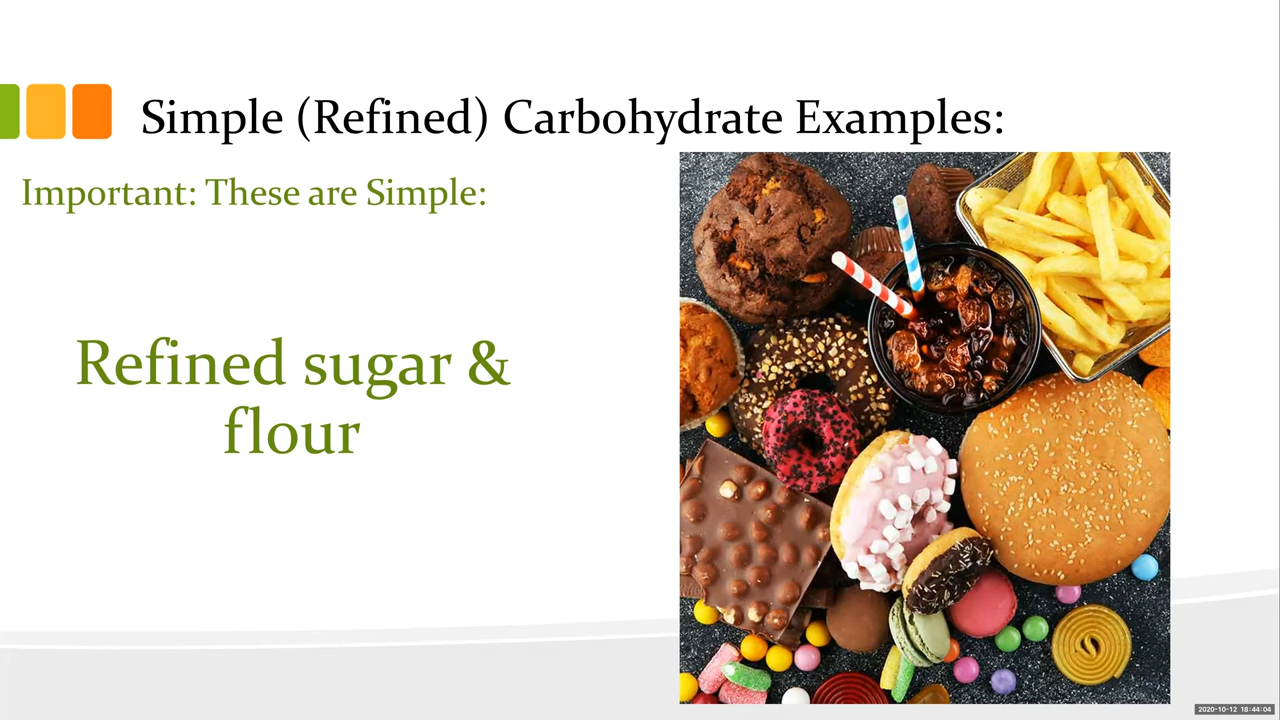 Simple (Refined) Carbohydrate Examples:
Important: These are Simple:
Refined sugar &
flour
2020-10-12 18:44:04